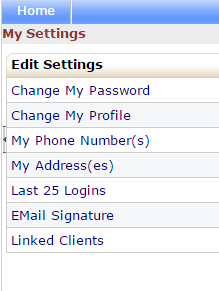 Home
My Settings
Edit Settings
Change My Password
Change My Profile
My Phone Number(s)
My Address(es)
Last 25 Logins
EMail Signature
Linked Clients